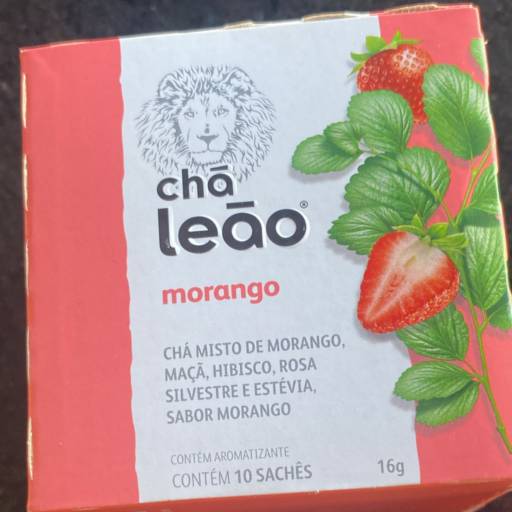 chá
leão®
morango
CHÁ MISTO DE MORANGO,
MAÇÃ, HIBISCO, ROSA
SILVESTRE E ESTÉVIA,
SABOR MORANGO
CONTÉM AROMATIZANTE
CONTÉM 10 SACHÊS
16g